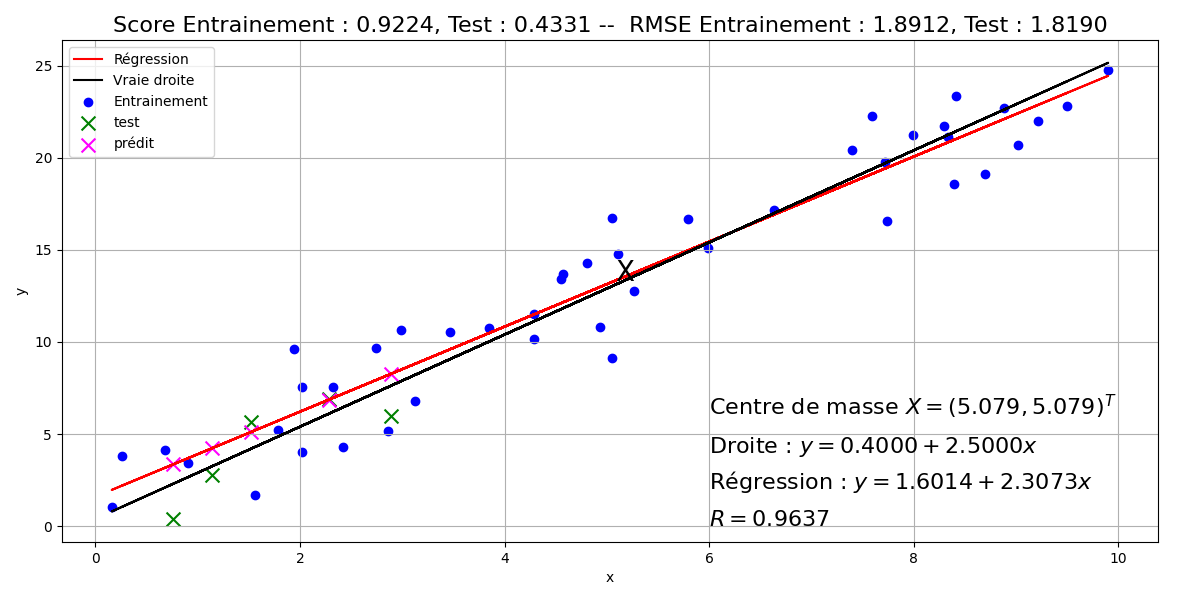 Score Entrainement : 0.9224, Test : 0.4331 --  RMSE Entrainement : 1.8912, Test : 1.8190
Régression
Vraie droite
Entrainement
test
prédit
25
20
15
10
5
0
y
X
Centre de masse X = (5.079, 5.079)^T
Droite : y = 0.4000 + 2.5000x
Régression : y = 1.6014 + 2.3073x
R = 0.9637
0 2 4 6 8 10
x